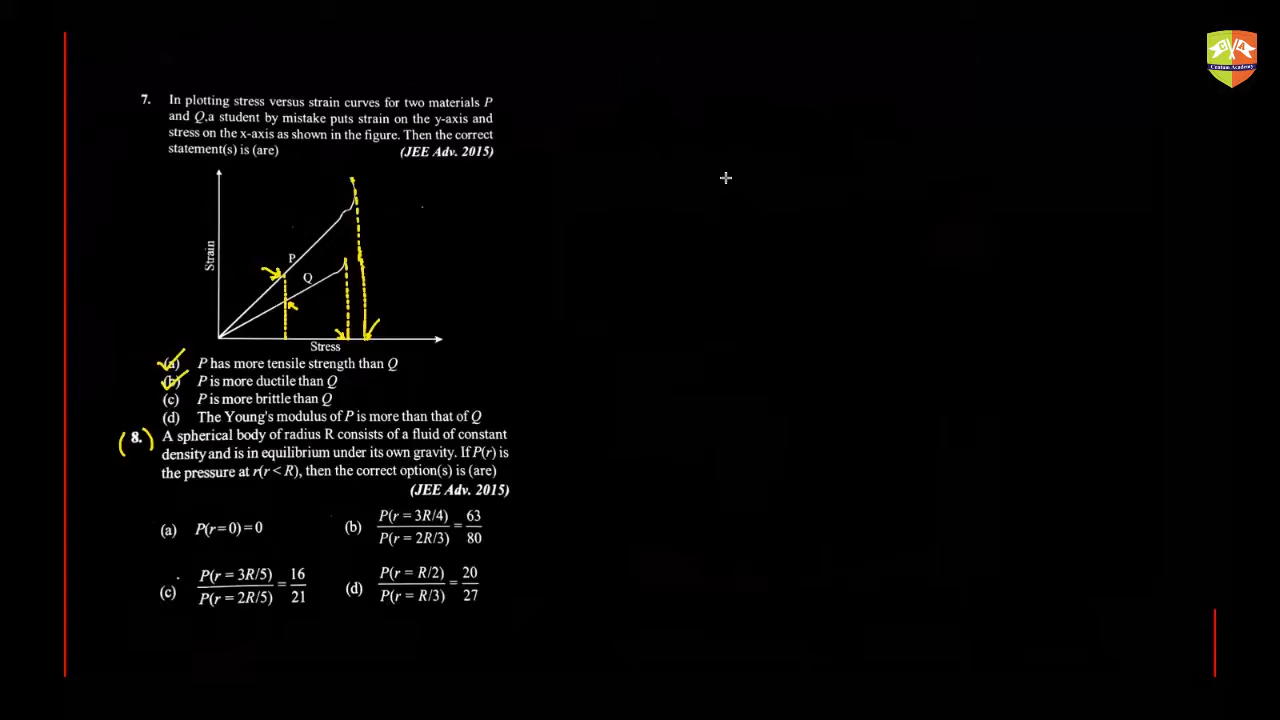 7. In plotting stress versus strain curves for two materials P
and Q,a student by mistake puts strain on the y-axis and
stress on the x-axis as shown in the figure. Then the correct
statement(s) is (are) (JEE Adv. 2015)
Strain
P
Q
Stress
(a) P has more tensile strength than Q
(b) P is more ductile than Q
(c) P is more brittle than Q
(d) The Young's modulus of P is more than that of Q
(8.) A spherical body of radius R consists of a fluid of constant
density and is in equilibrium under its own gravity. If P(r) is
the pressure at r(r < R), then the correct option(s) is (are)
(JEE Adv. 2015)
(a) P(r=0)=0 (b) P(r = 3R/4)/P(r = 2R/3) = 63/80
(c) P(r = 3R/5)/P(r = 2R/5) = 16/21 (d) P(r = R/2)/P(r = R/3) = 20/27
C A
Centum Academy